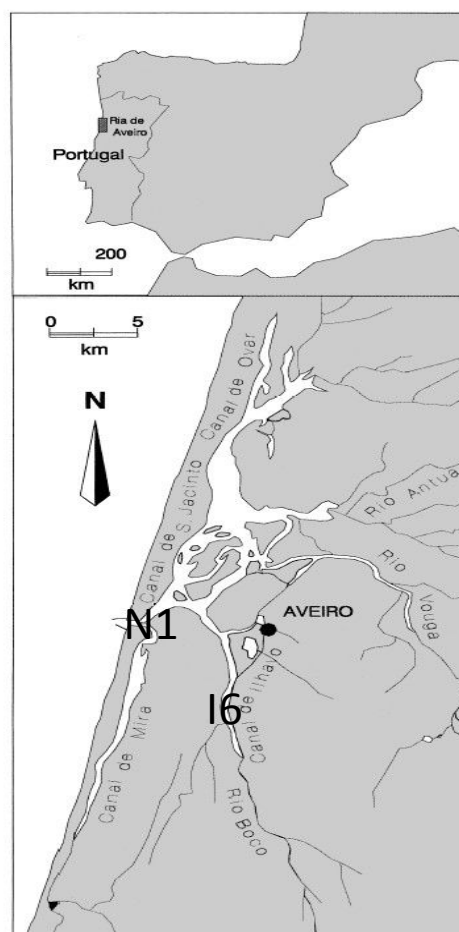 Ria de
Aveiro
Portugal
200
km
0
5
km
N
Canal de Ovar
Canal de S. Jacinto
Rio Antuã
Rio
Vouga
AVEIRO
N1
Canal de Mira
I6
Canal de Ilhavo
Rio Boco